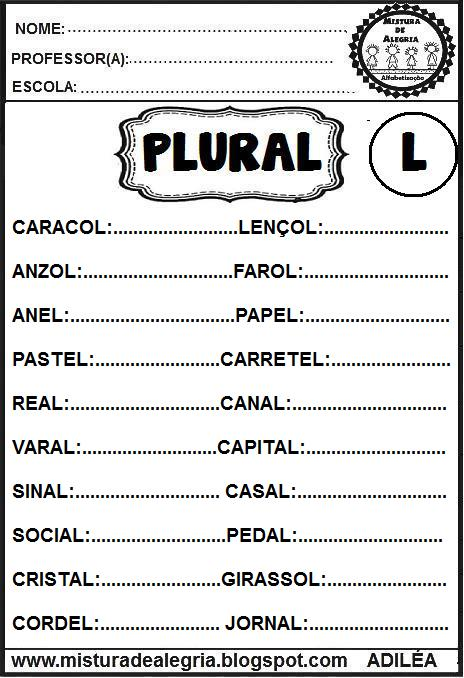 NOME:..........................................................
PROFESSOR(A):..............................................
ESCOLA:.......................................................
MISTURA
DE
ALEGRIA
Alfabetização
PLURAL L
CARACOL:.......................LENÇOL:.......................
ANZOL:............................FAROL:...........................
ANEL:...............................PAPEL:...........................
PASTEL:.......................CARRETEL:......................
REAL:............................CANAL:.............................
VARAL:.........................CAPITAL:..........................
SINAL:........................... CASAL:............................
SOCIAL:.........................PEDAL:...........................
CRISTAL:......................GIRASSOL:......................
CORDEL:....................... JORNAL:..........................
www.misturadealegria.blogspot.com ADILÉA